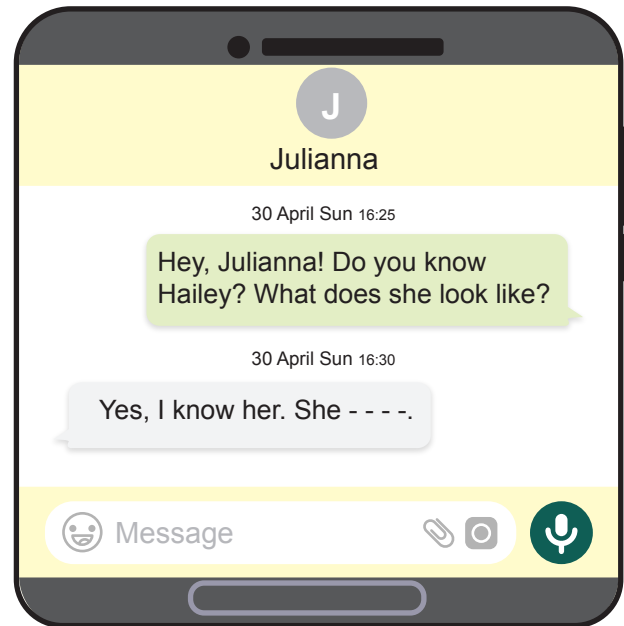 J
Julianna
30 April Sun 16:25
Hey, Julianna! Do you know
Hailey? What does she look like?
30 April Sun 16:30
Yes, I know her. She - - - -.
Message